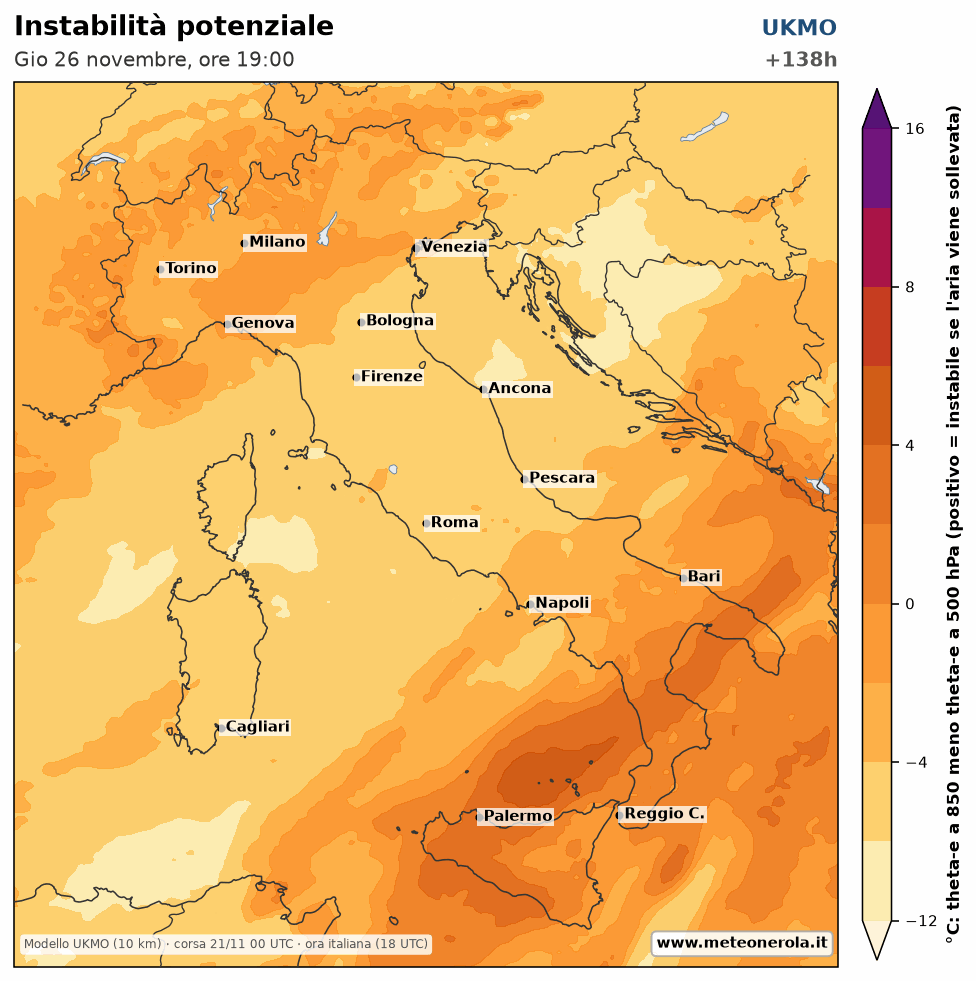 Instabilità potenziale
UKMO
Gio 26 novembre, ore 19:00
+138h
Milano
Venezia
Torino
Genova
Bologna
Firenze
Ancona
Pescara
Roma
Bari
Napoli
Cagliari
Palermo
Reggio C.
16
8
4
0
−4
−12
°C: theta-e a 850 meno theta-e a 500 hPa (positivo = instabile se l'aria viene sollevata)
Modello UKMO (10 km) · corsa 21/11 00 UTC · ora italiana (18 UTC)
www.meteonerola.it